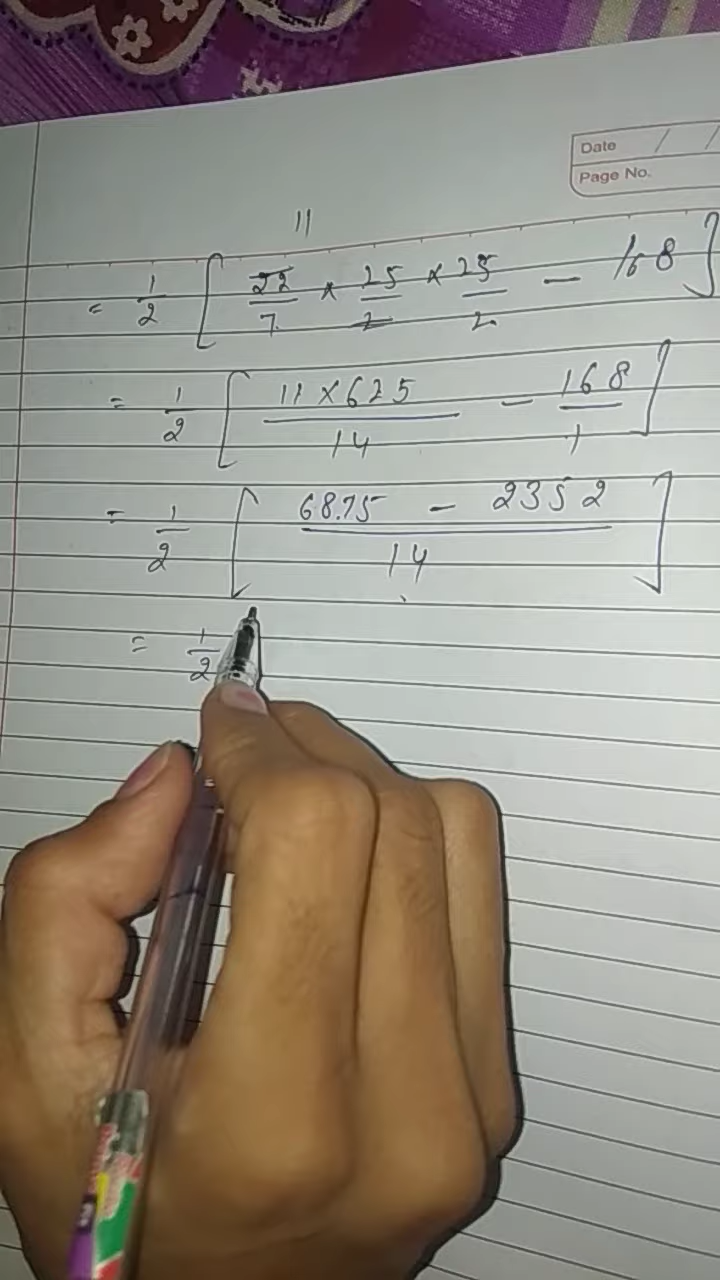 Date / /
Page No.
11
= 1/2 [ 22/7 × 25/2 × 25/2 - 168 ]
= 1/2 [ 11 × 625 / 14 - 168/1 ]
= 1/2 [ 6875 - 2352 / 14 ]
= 1/2